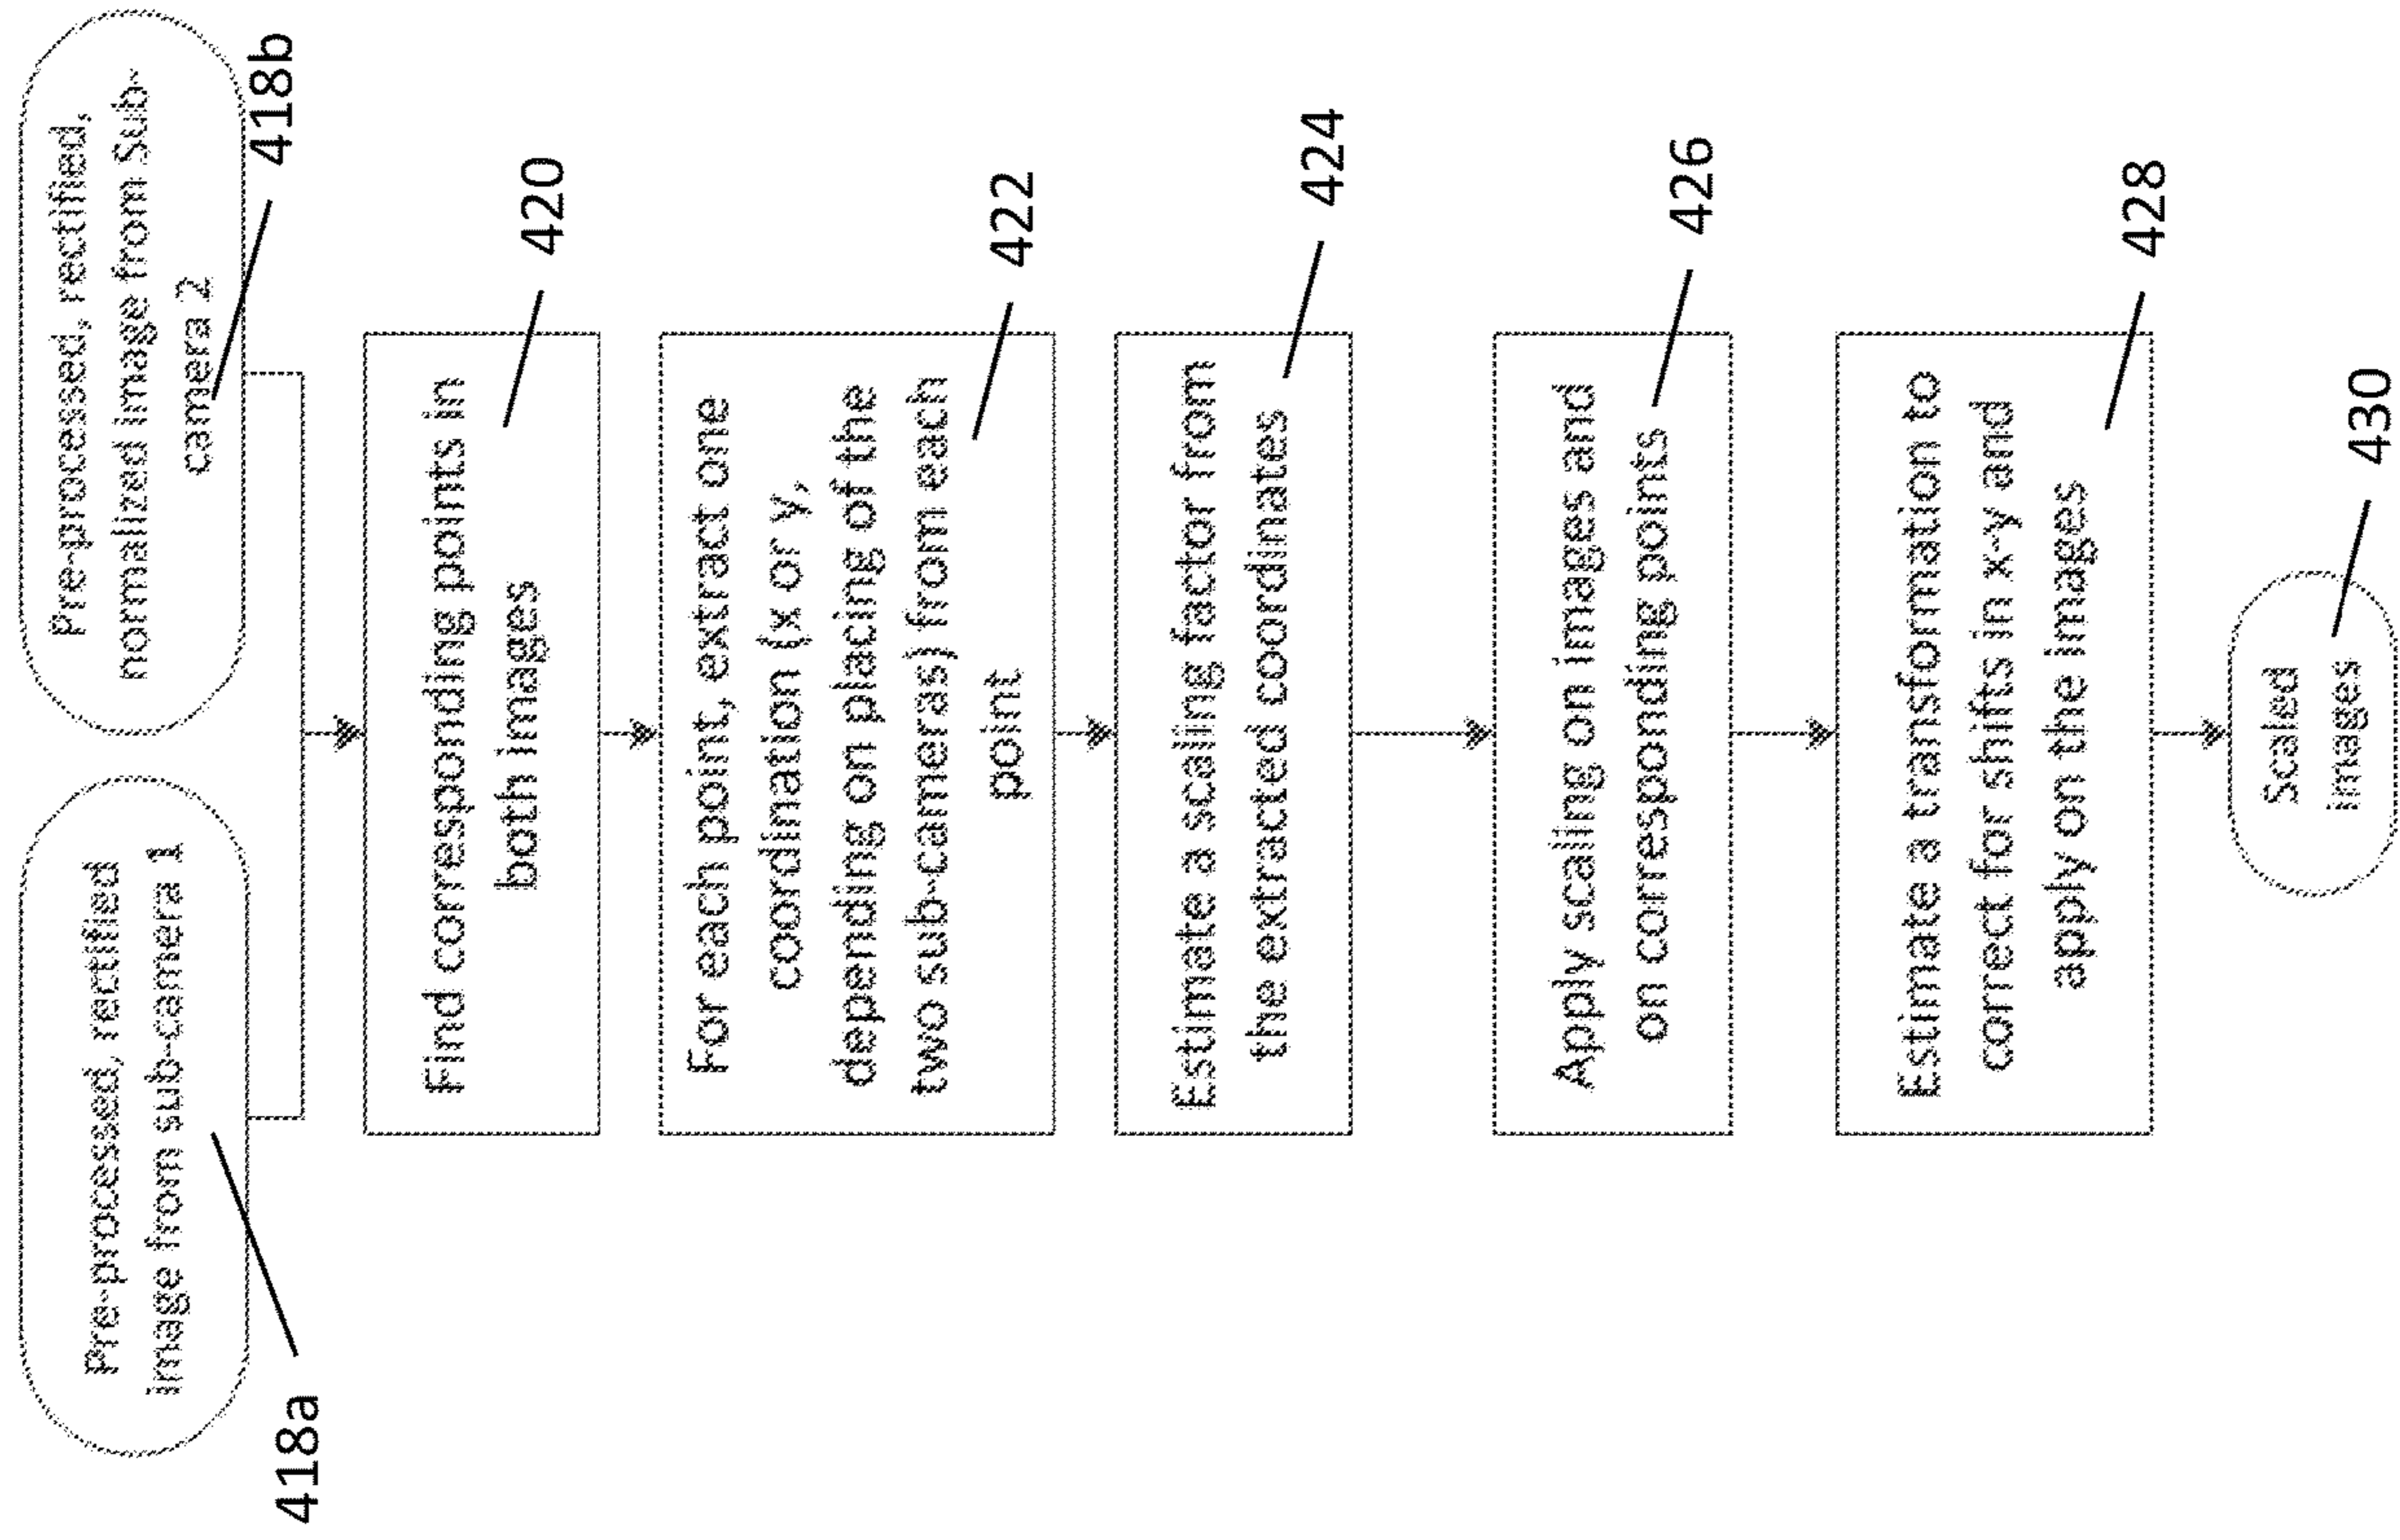 Pre-processed, rectified
image from sub-camera 1
418a
Pre-processed, rectified,
normalized image from Sub-
camera 2
418b
Find corresponding points in
both images
420
For each point, extract one
coordination (x or y,
depending on placing of the
two sub-cameras) from each
point
422
Estimate a scaling factor from
the extracted coordinates
424
Apply scaling on images and
on corresponding points
426
Estimate a transformation to
correct for shifts in x-y and
apply on the images
428
Scaled
images
430